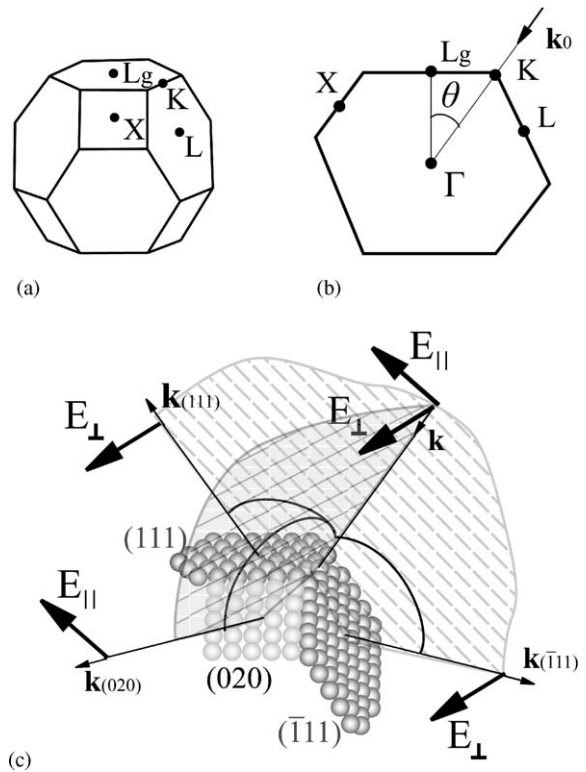 Lg
K
X
L
(a)
k0
Lg
K
X
θ
L
Γ
(b)
E||
k(111)
E⊥
E⊥
k
(111)
E||
k(020)
(020)
k(1̅11)
(1̅11)
E⊥
(c)